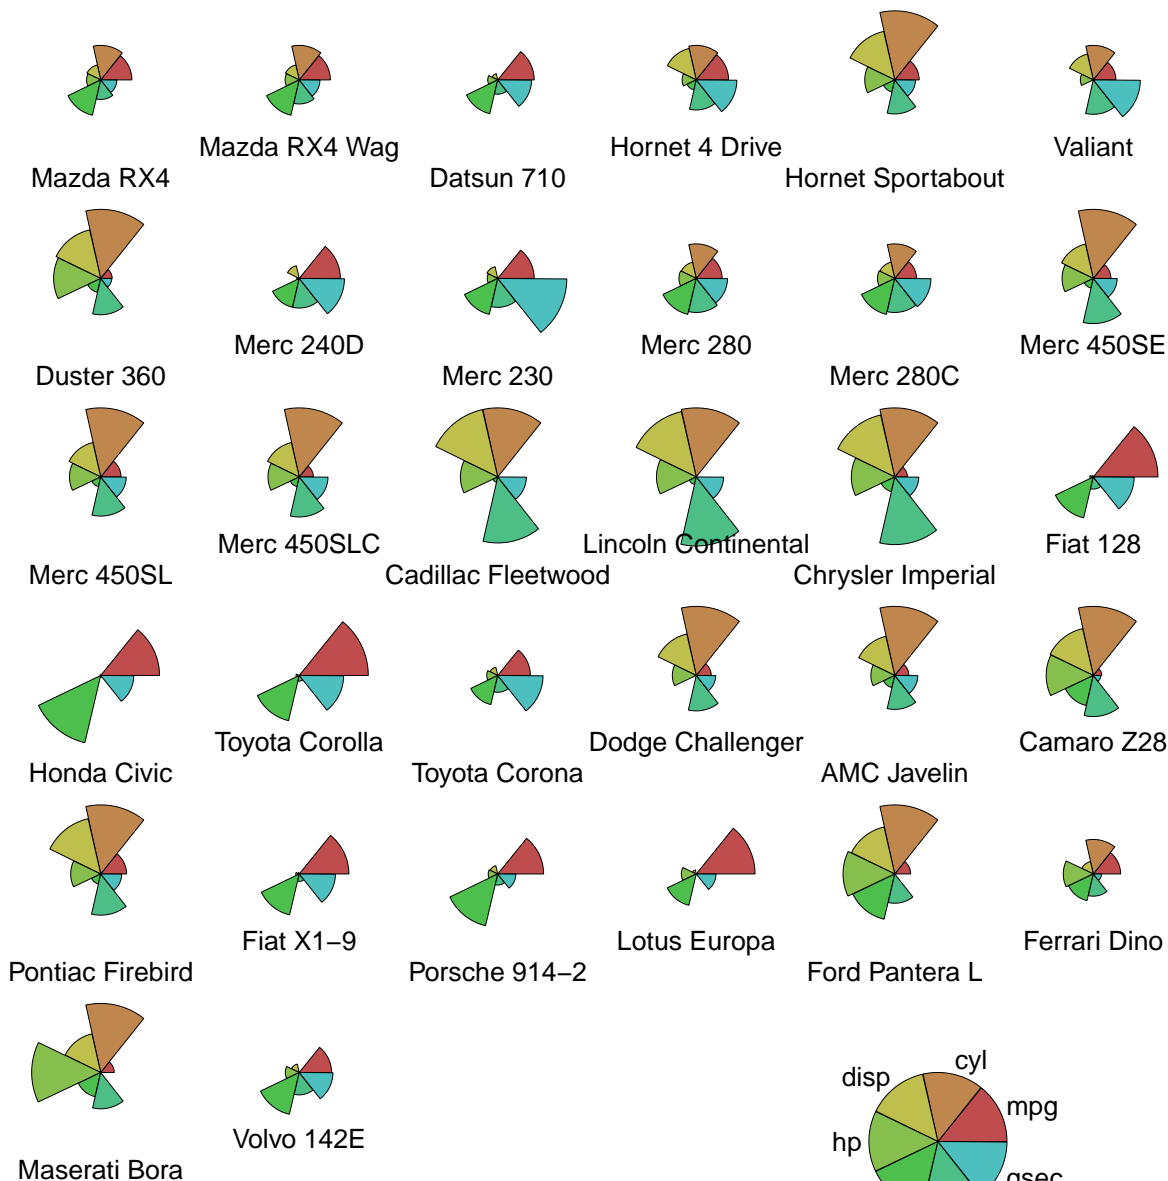 Mazda RX4
Mazda RX4 Wag
Datsun 710
Hornet 4 Drive
Hornet Sportabout
Valiant
Duster 360
Merc 240D
Merc 230
Merc 280
Merc 280C
Merc 450SE
Merc 450SL
Merc 450SLC
Cadillac Fleetwood
Lincoln Continental
Chrysler Imperial
Fiat 128
Honda Civic
Toyota Corolla
Toyota Corona
Dodge Challenger
AMC Javelin
Camaro Z28
Pontiac Firebird
Fiat X1−9
Porsche 914−2
Lotus Europa
Ford Pantera L
Ferrari Dino
Maserati Bora
Volvo 142E
cyl
disp
mpg
hp
qsec